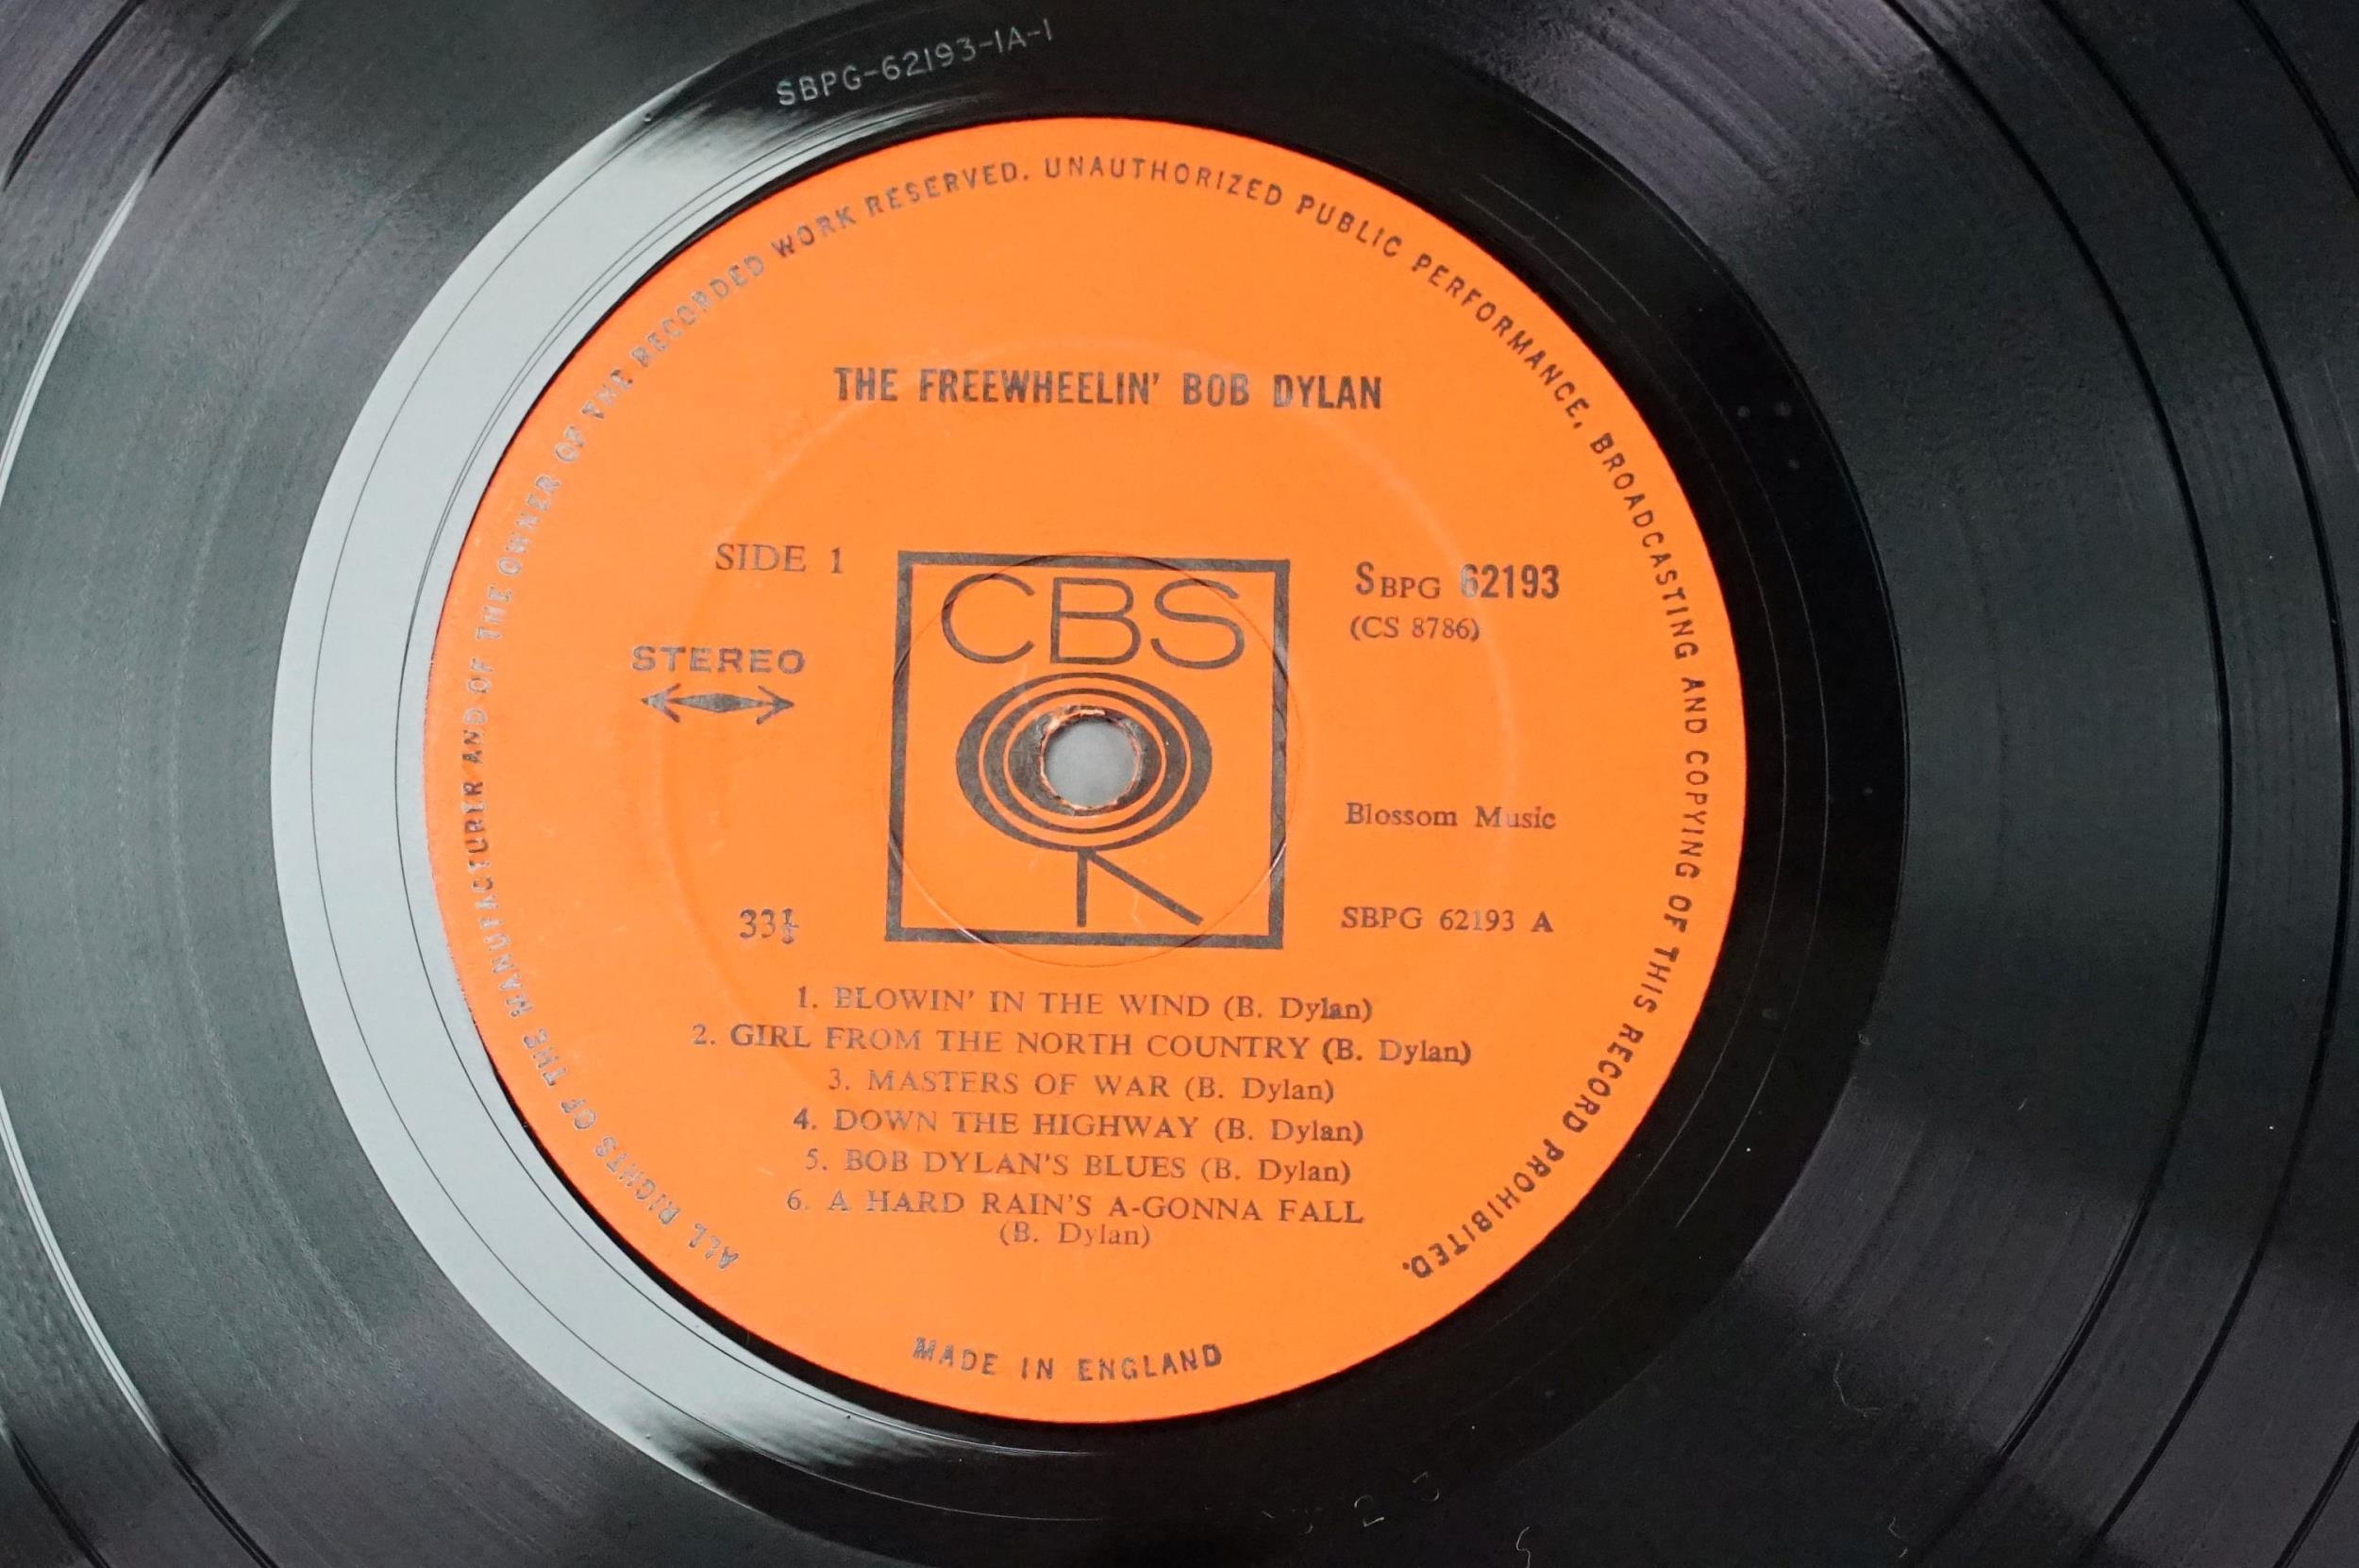 SBPG-62193-1A-1
ALL RIGHTS OF THE MANUFACTURER AND OF THE OWNER OF THE RECORDED WORK RESERVED. UNAUTHORIZED PUBLIC PERFORMANCE, BROADCASTING AND COPYING OF THIS RECORD PROHIBITED.
THE FREEWHEELIN' BOB DYLAN
SIDE 1
STEREO
33⅓
CBS
SBPG 62193
(CS 8786)
Blossom Music
SBPG 62193 A
1. BLOWIN' IN THE WIND (B. Dylan)
2. GIRL FROM THE NORTH COUNTRY (B. Dylan)
3. MASTERS OF WAR (B. Dylan)
4. DOWN THE HIGHWAY (B. Dylan)
5. BOB DYLAN'S BLUES (B. Dylan)
6. A HARD RAIN'S A-GONNA FALL
(B. Dylan)
MADE IN ENGLAND